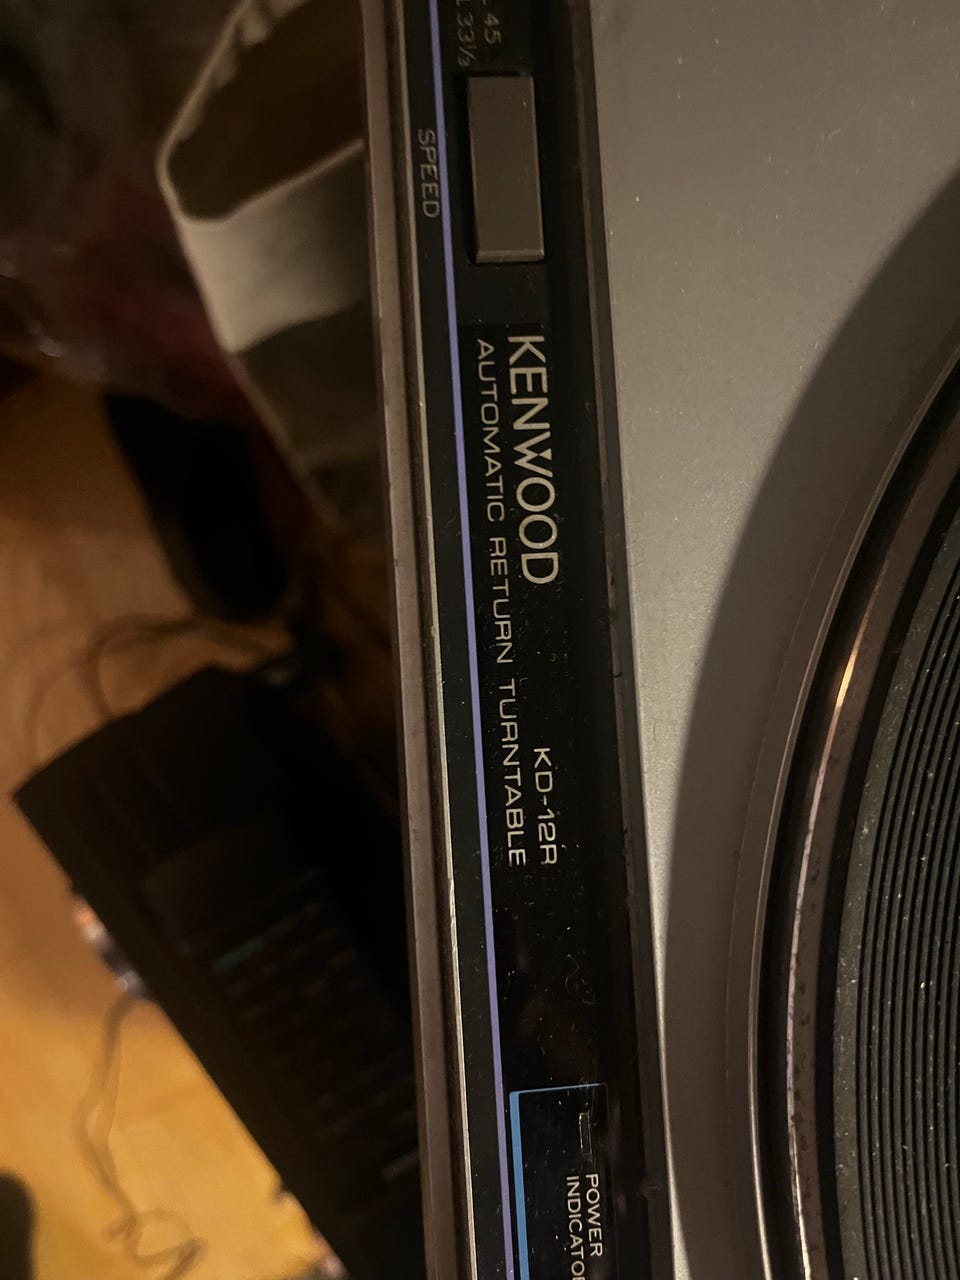 45
33⅓
SPEED
KENWOOD
KD-12R
AUTOMATIC RETURN TURNTABLE
POWER
INDICATOR